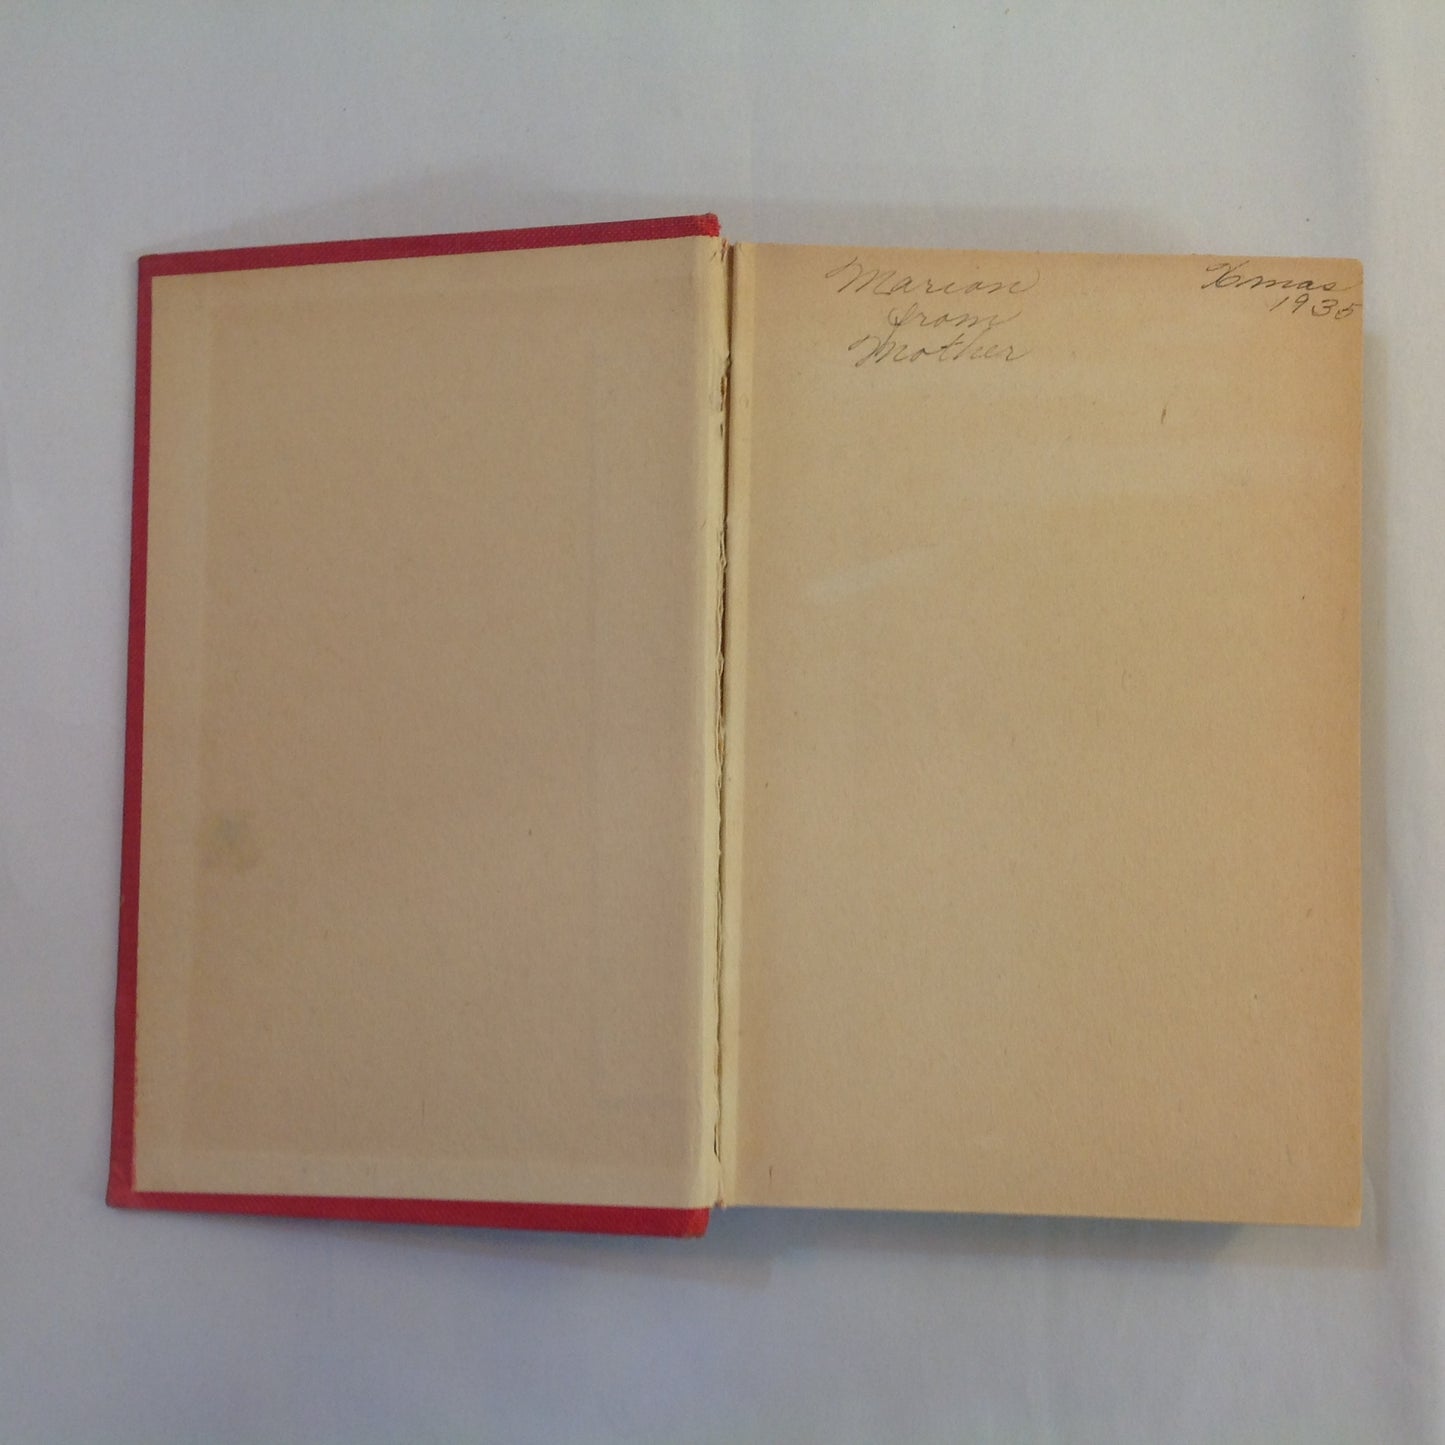 Marion
from
Mother
Xmas
1935